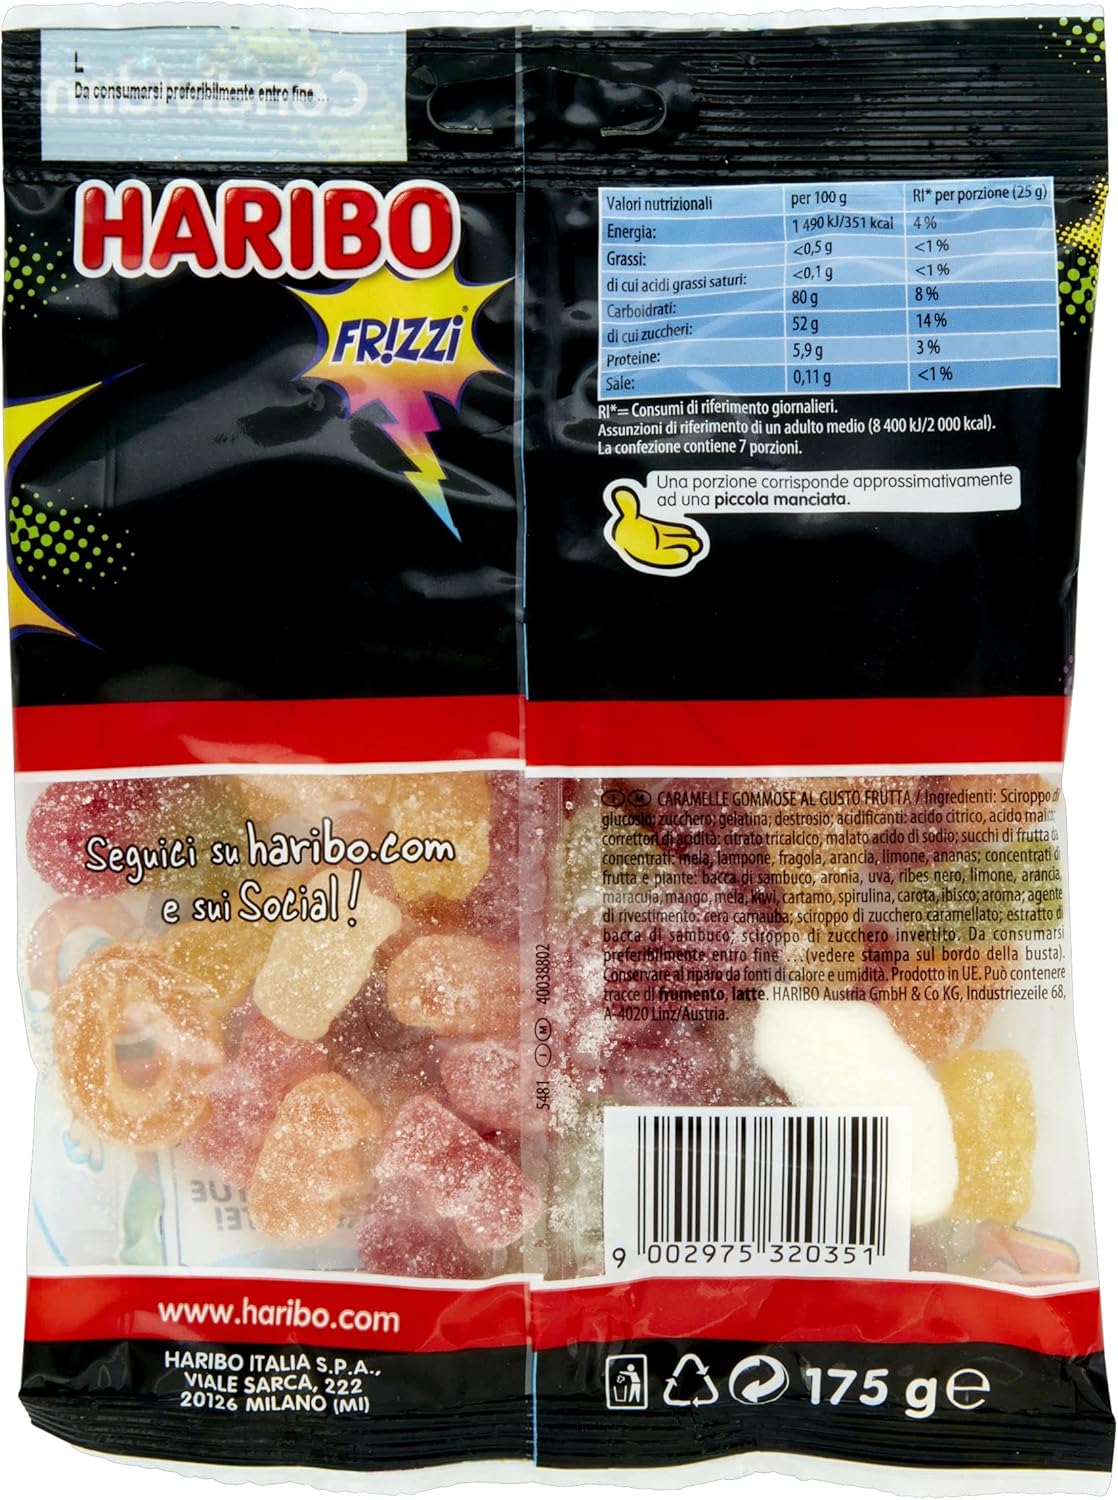 L
Da consumarsi preferibilmente entro fine ...
HARIBO
FR!ZZi®
Valori nutrizionali per 100 g RI* per porzione (25 g)
Energia: 1 490 kJ/351 kcal 4 %
Grassi: <0,5 g <1 %
di cui acidi grassi saturi: <0,1 g <1 %
Carboidrati: 80 g 8 %
di cui zuccheri: 52 g 14 %
Proteine: 5,9 g 3 %
Sale: 0,11 g <1 %
RI*= Consumi di riferimento giornalieri.
Assunzioni di riferimento di un adulto medio (8 400 kJ/2 000 kcal).
La confezione contiene 7 porzioni.
Una porzione corrisponde approssimativamente
ad una piccola manciata.
Seguici su haribo.com
e sui Social!
I M CARAMELLE GOMMOSE AL GUSTO FRUTTA / Ingredienti: Sciroppo di
glucosio; zucchero; gelatina; destrosio; acidificanti: acido citrico, acido malico;
correttori di acidità: citrato tricalcico, malato acido di sodio; succhi di frutta da
concentrati: mela, lampone, fragola, arancia, limone, ananas; concentrati di
frutta e piante: bacca di sambuco, aronia, uva, ribes nero, limone, arancia,
maracuja, mango, mela, kiwi, cartamo, spirulina, carota, ibisco; aroma; agente
di rivestimento: cera carnauba; sciroppo di zucchero caramellato; estratto di
bacca di sambuco; sciroppo di zucchero invertito. Da consumarsi
preferibilmente entro fine ...(vedere stampa sul bordo della busta).
Conservare al riparo da fonti di calore e umidità. Prodotto in UE. Può contenere
tracce di frumento, latte. HARIBO Austria GmbH & Co KG, Industriezeile 68,
A-4020 Linz/Austria.
5481 I M 40038802
9 002975 320351
www.haribo.com
HARIBO ITALIA S.P.A.,
VIALE SARCA, 222
20126 MILANO (MI)
175 g ℮